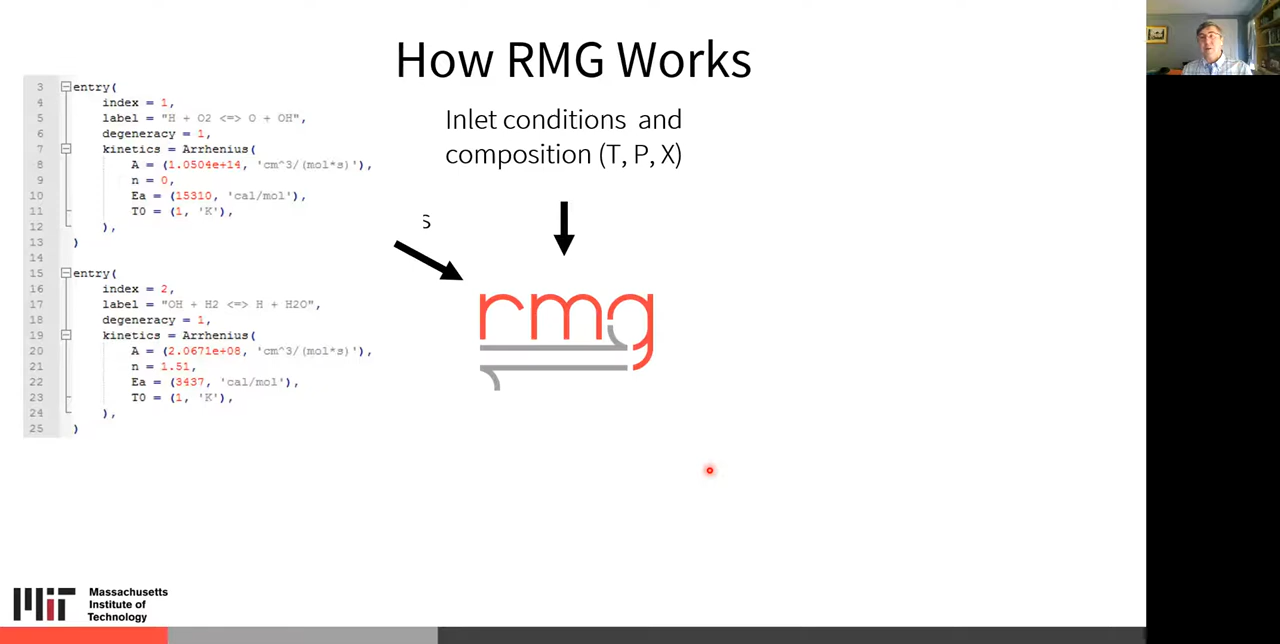 How RMG Works
Inlet conditions and
composition (T, P, X)
3 entry(
4 index = 1,
5 label = "H + O2 <=> O + OH",
6 degeneracy = 1,
7 kinetics = Arrhenius(
8 A = (1.0504e+14, 'cm^3/(mol*s)'),
9 n = 0,
10 Ea = (15310, 'cal/mol'),
11 T0 = (1, 'K'),
12 ),
13 )
14
15 entry(
16 index = 2,
17 label = "OH + H2 <=> H + H2O",
18 degeneracy = 1,
19 kinetics = Arrhenius(
20 A = (2.0671e+08, 'cm^3/(mol*s)'),
21 n = 1.51,
22 Ea = (3437, 'cal/mol'),
23 T0 = (1, 'K'),
24 ),
25 )
s
rmg
MIT
Massachusetts
Institute of
Technology